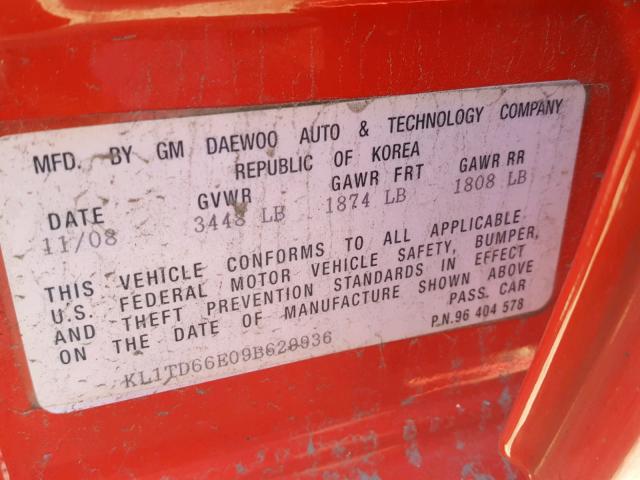 MFD. BY GM DAEWOO AUTO & TECHNOLOGY COMPANY
REPUBLIC OF KOREA
DATE GVWR GAWR FRT GAWR RR
11/08 3448 LB 1874 LB 1808 LB
THIS VEHICLE CONFORMS TO ALL APPLICABLE
U.S. FEDERAL MOTOR VEHICLE SAFETY, BUMPER,
AND THEFT PREVENTION STANDARDS IN EFFECT
ON THE DATE OF MANUFACTURE SHOWN ABOVE
PASS. CAR
P.N.96 404 578
KL1TD66E09B620936